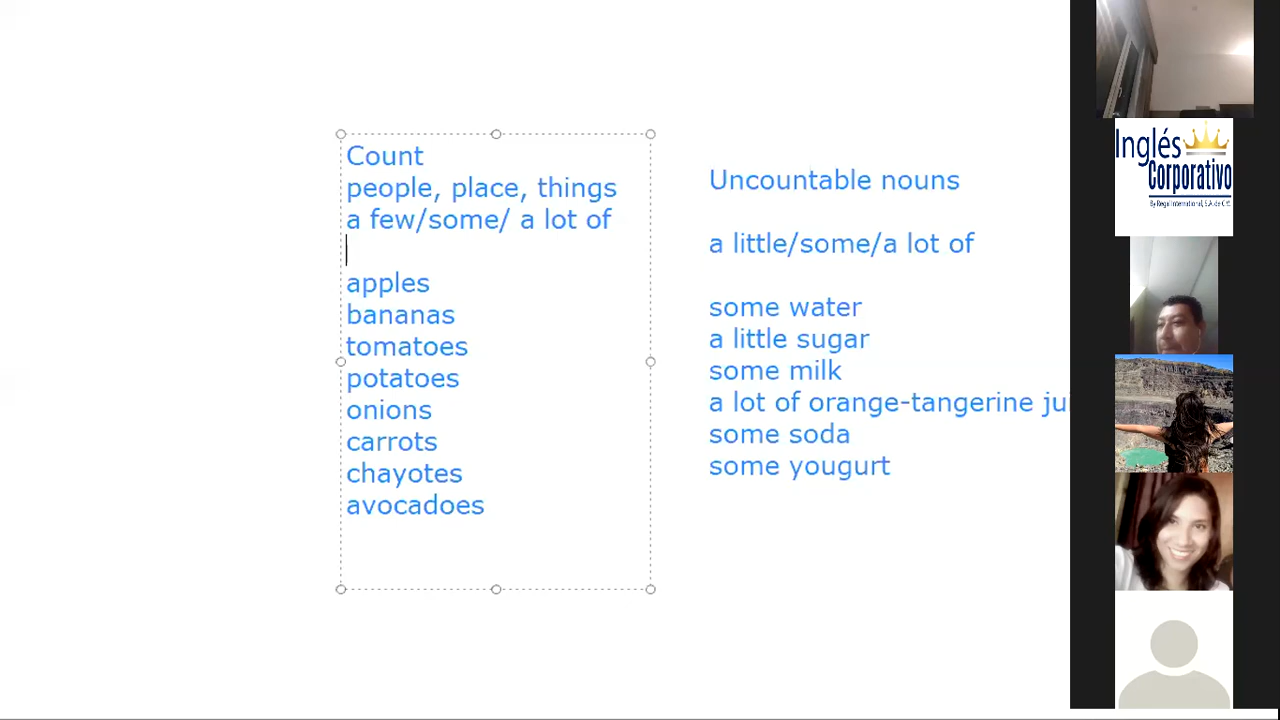 Count
people, place, things
a few/some/ a lot of
apples
bananas
tomatoes
potatoes
onions
carrots
chayotes
avocadoes
Uncountable nouns
a little/some/a lot of
some water
a little sugar
some milk
a lot of orange-tangerine
some soda
some yougurt
Inglés
Corporativo